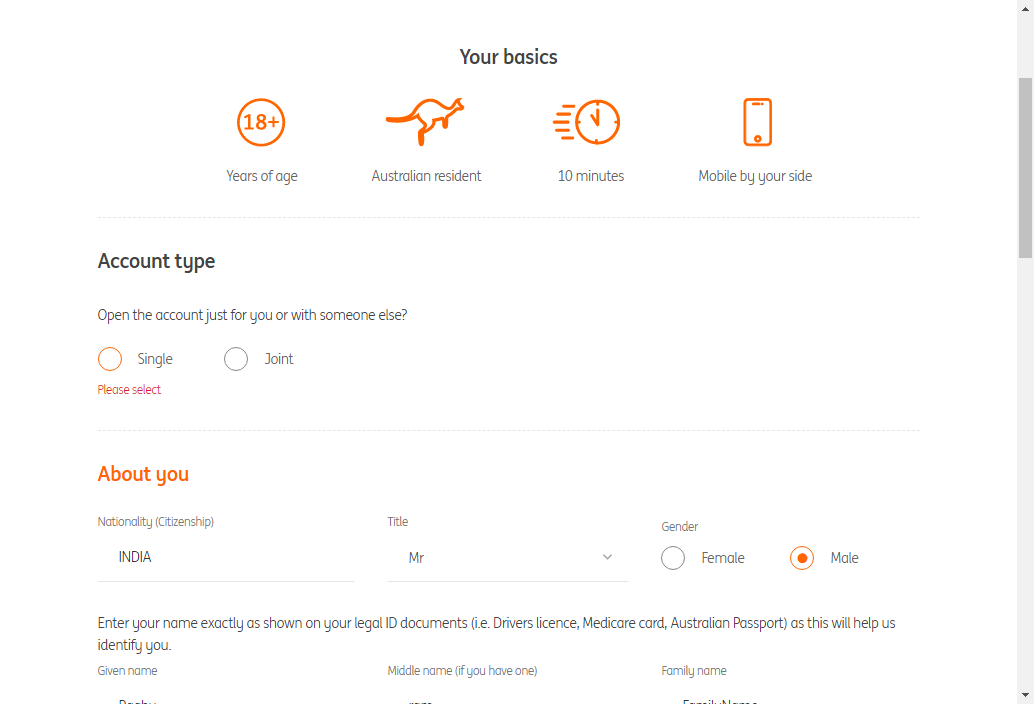 Your basics
18+
Years of age
Australian resident
10 minutes
Mobile by your side
Account type
Open the account just for you or with someone else?
Single
Joint
Please select
About you
Nationality (Citizenship)
Title
Gender
INDIA
Mr
Female
Male
Enter your name exactly as shown on your legal ID documents (i.e. Drivers licence, Medicare card, Australian Passport) as this will help us
identify you.
Given name
Middle name (if you have one)
Family name
FamilyName